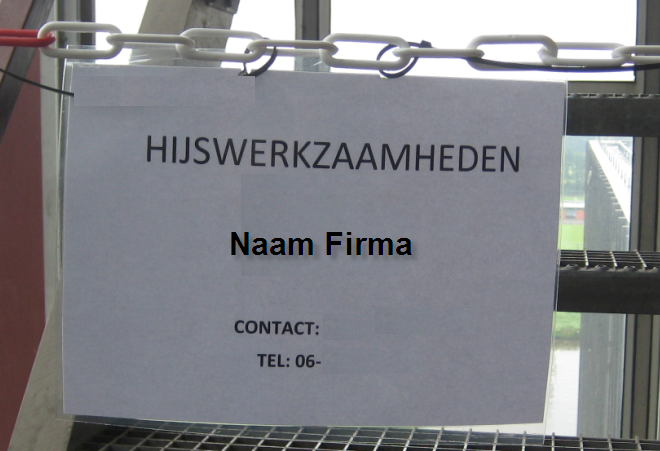 HIJSWERKZAAMHEDEN
Naam Firma
CONTACT:
TEL: 06-